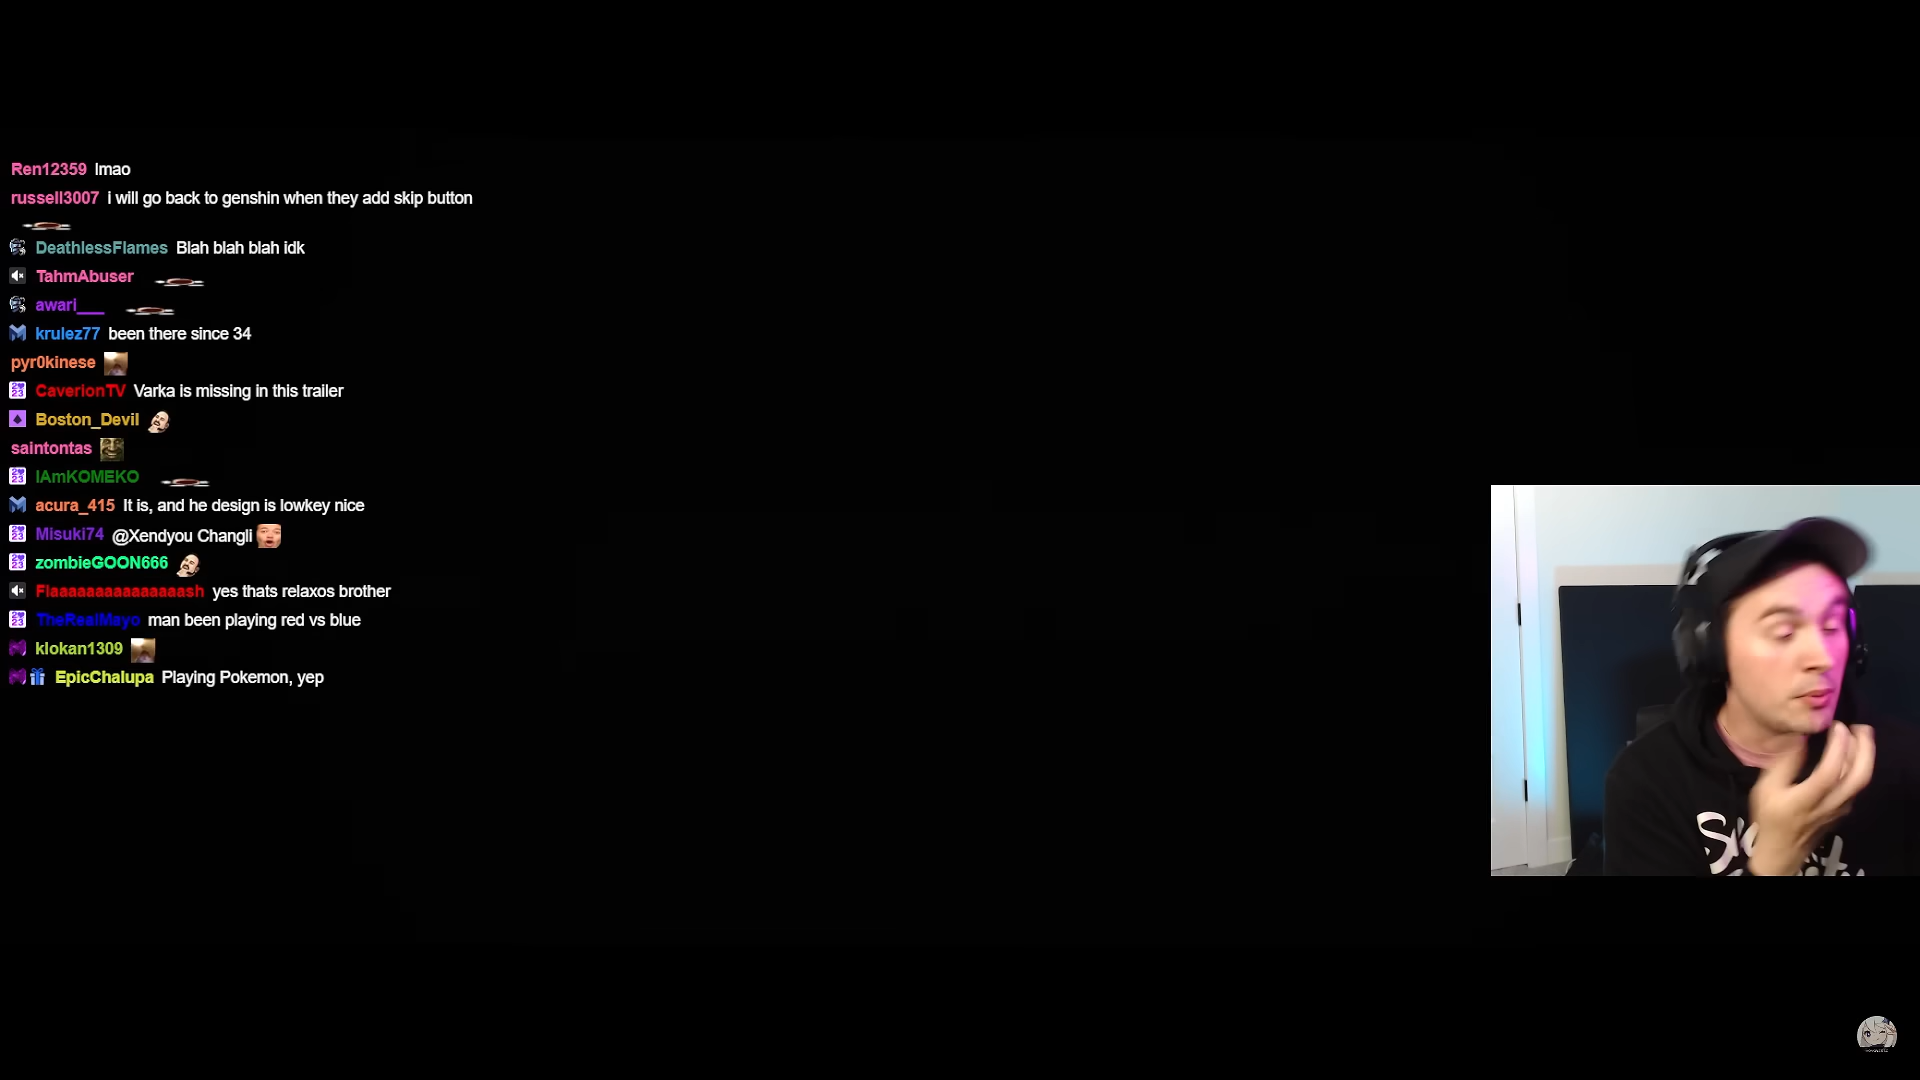 Ren12359 lmao
russell3007 i will go back to genshin when they add skip button
DeathlessFlames Blah blah blah idk
TahmAbuser
awari___
krulez77 been there since 34
pyr0kinese
CaverionTV Varka is missing in this trailer
Boston_Devil
saintontas
IAmKOMEKO
acura_415 It is, and he design is lowkey nice
Misuki74 @Xendyou Changli
zombieGOON666
Flaaaaaaaaaaaaaaash yes thats relaxos brother
TheRealMayo man been playing red vs blue
klokan1309
EpicChalupa Playing Pokemon, yep